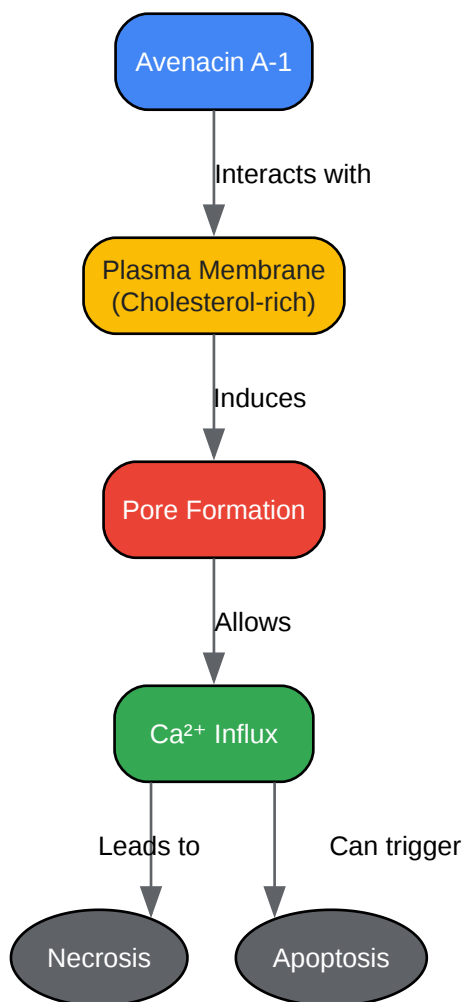 Avenacin A-1
Interacts with
Plasma Membrane
(Cholesterol-rich)
Induces
Pore Formation
Allows
Ca²⁺ Influx
Leads to
Can trigger
Necrosis
Apoptosis